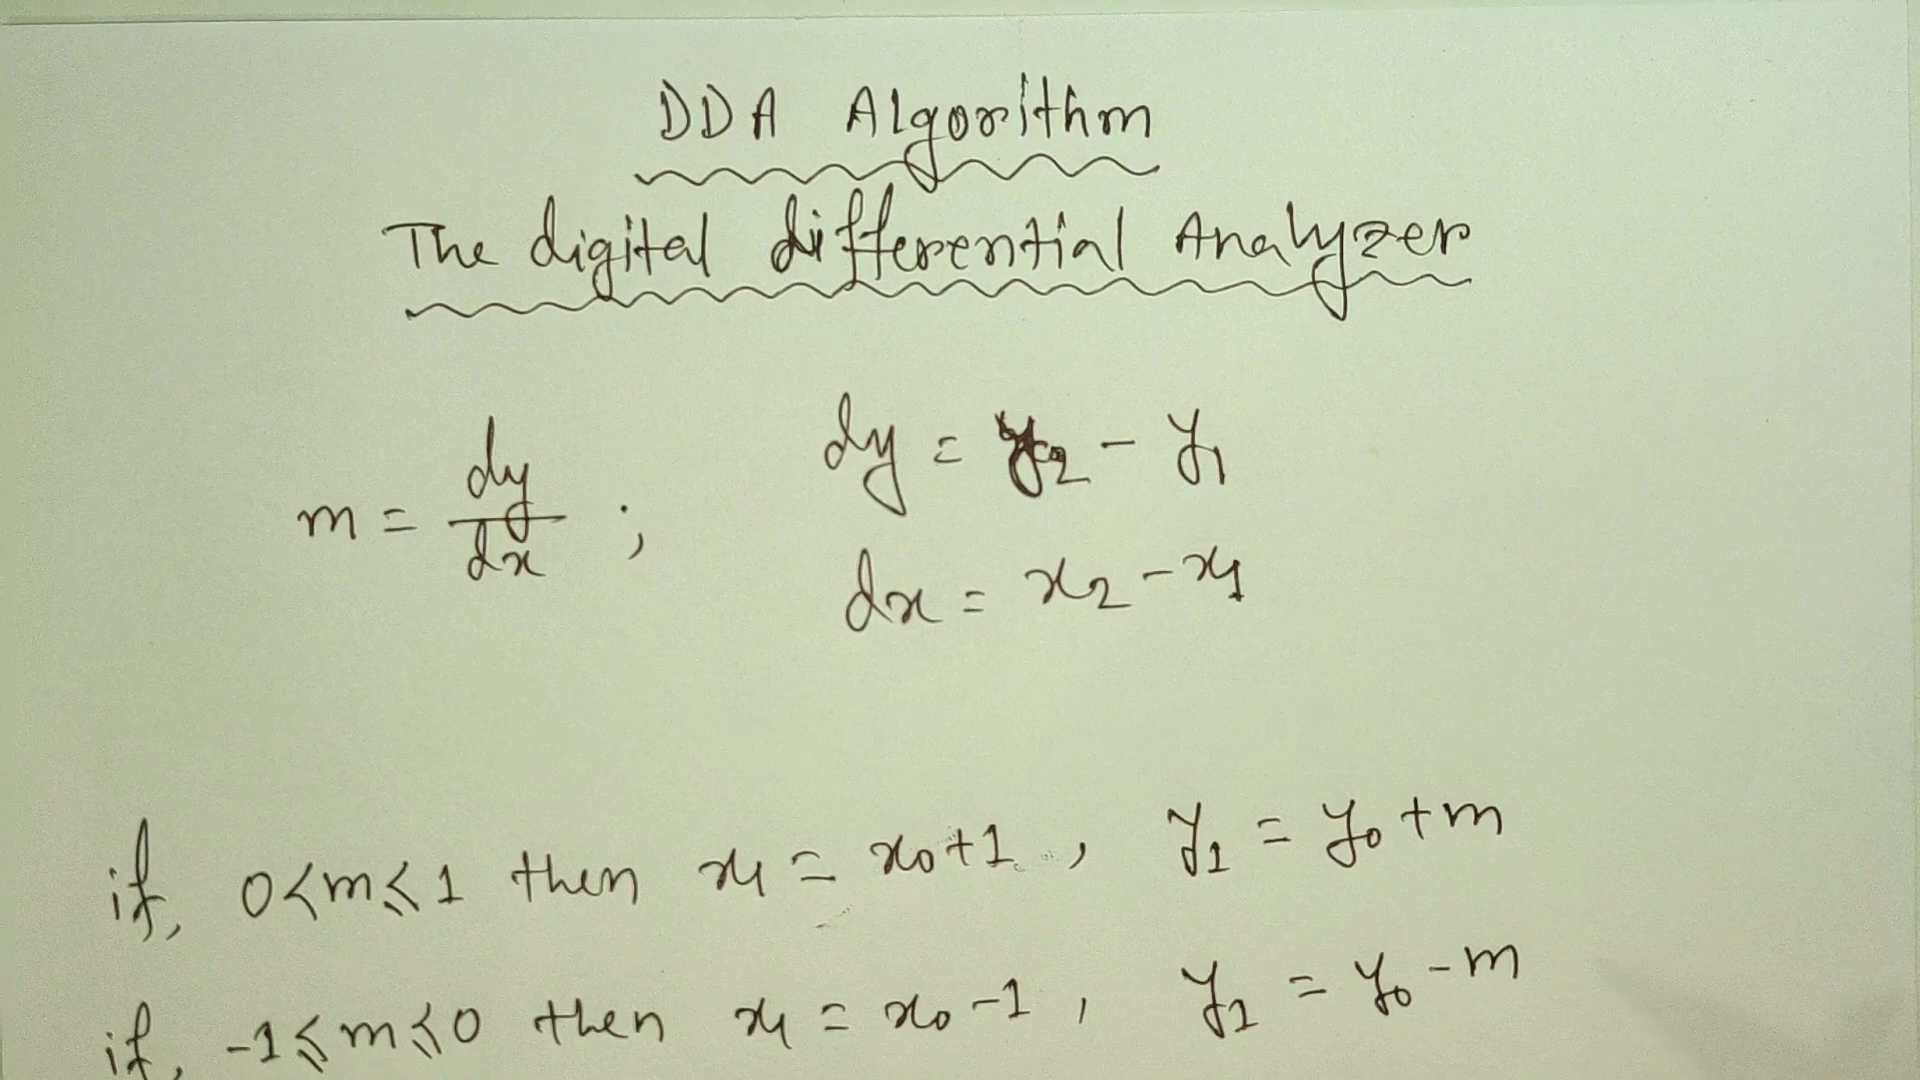 DDA Algorithm
The digital differential Analyzer
m = dy/dx ;
dy = y₂ - y₁
dx = x₂ - x₁
if, 0<m≤1 then x₁ = x₀+1, y₁ = y₀+m
if, -1≤m≤0 then x₁ = x₀-1, y₁ = y₀-m